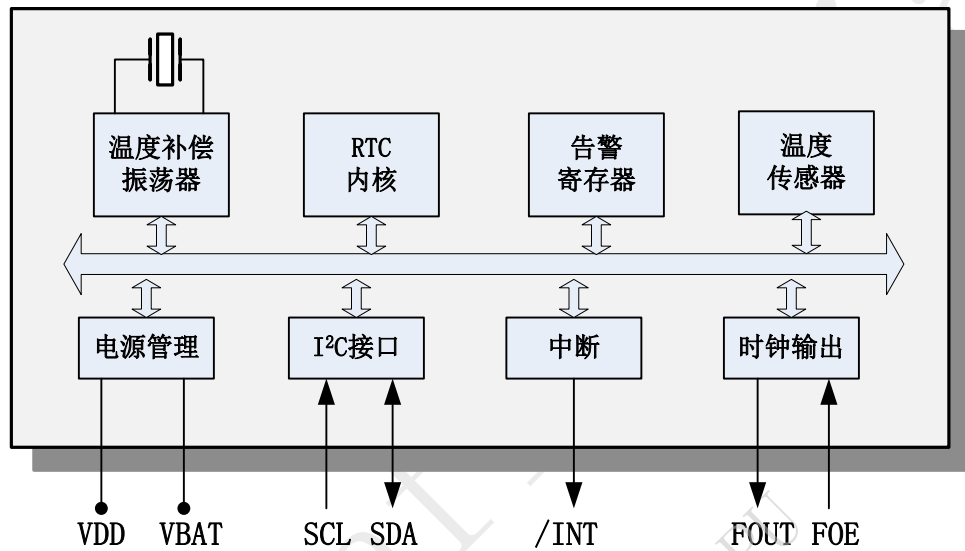 温度补偿
振荡器
RTC
内核
告警
寄存器
温度
传感器
电源管理
I²C接口
中断
时钟输出
VDD VBAT SCL SDA /INT FOUT FOE